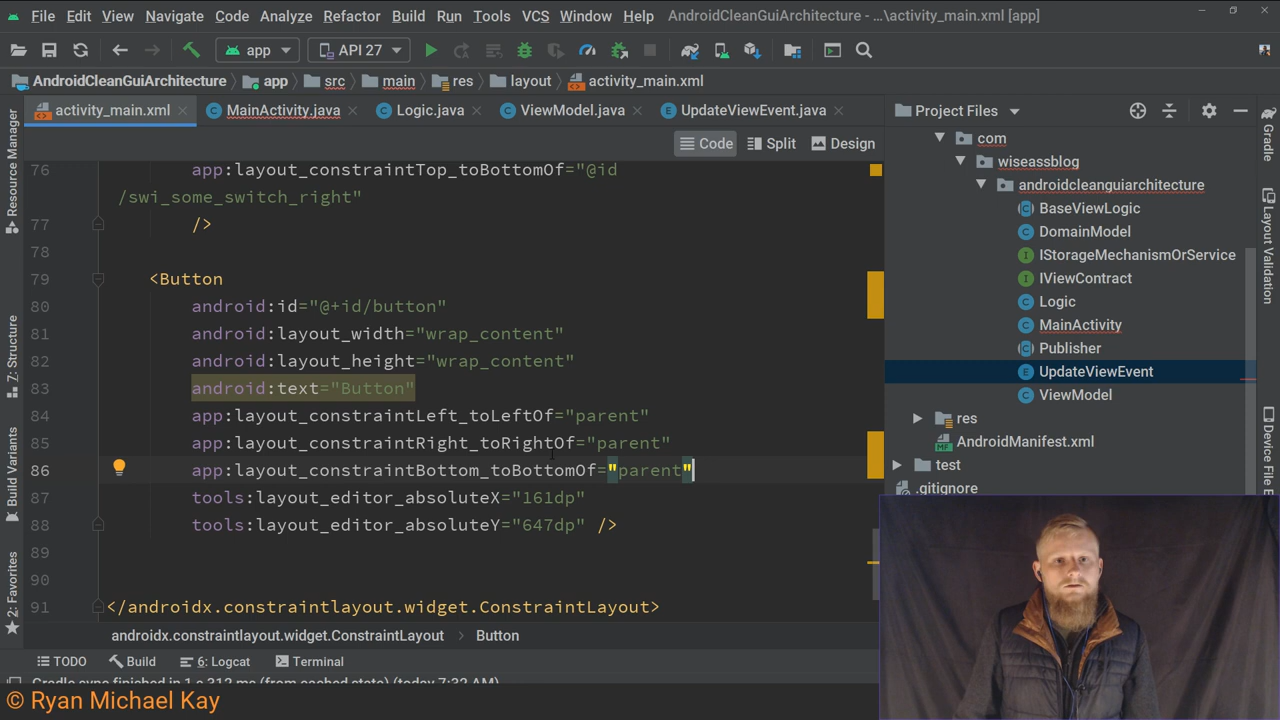 File Edit View Navigate Code Analyze Refactor Build Run Tools VCS Window Help AndroidCleanGuiArchitecture - ...\activity_main.xml [app]
app API 27
AndroidCleanGuiArchitecture app src main res layout activity_main.xml
activity_main.xml MainActivity.java Logic.java ViewModel.java UpdateViewEvent.java
Project Files
Code Split Design
76 app:layout_constraintTop_toBottomOf="@id
/swi_some_switch_right"
77 />
78
79 <Button
80 android:id="@+id/button"
81 android:layout_width="wrap_content"
82 android:layout_height="wrap_content"
83 android:text="Button"
84 app:layout_constraintLeft_toLeftOf="parent"
85 app:layout_constraintRight_toRightOf="parent"
86 app:layout_constraintBottom_toBottomOf="parent"
87 tools:layout_editor_absoluteX="161dp"
88 tools:layout_editor_absoluteY="647dp" />
89
90
91 </androidx.constraintlayout.widget.ConstraintLayout>
androidx.constraintlayout.widget.ConstraintLayout Button
com
wiseassblog
androidcleanguiarchitecture
BaseViewLogic
DomainModel
IStorageMechanismOrService
IViewContract
Logic
MainActivity
Publisher
UpdateViewEvent
ViewModel
res
AndroidManifest.xml
test
.gitignore
Resource Manager
7: Structure
Build Variants
2: Favorites
Gradle
Layout Validation
Device File E
TODO Build 6: Logcat Terminal
Gradle sync finished in 1 s 312 ms (from cached state) (today 7:32 AM)
© Ryan Michael Kay